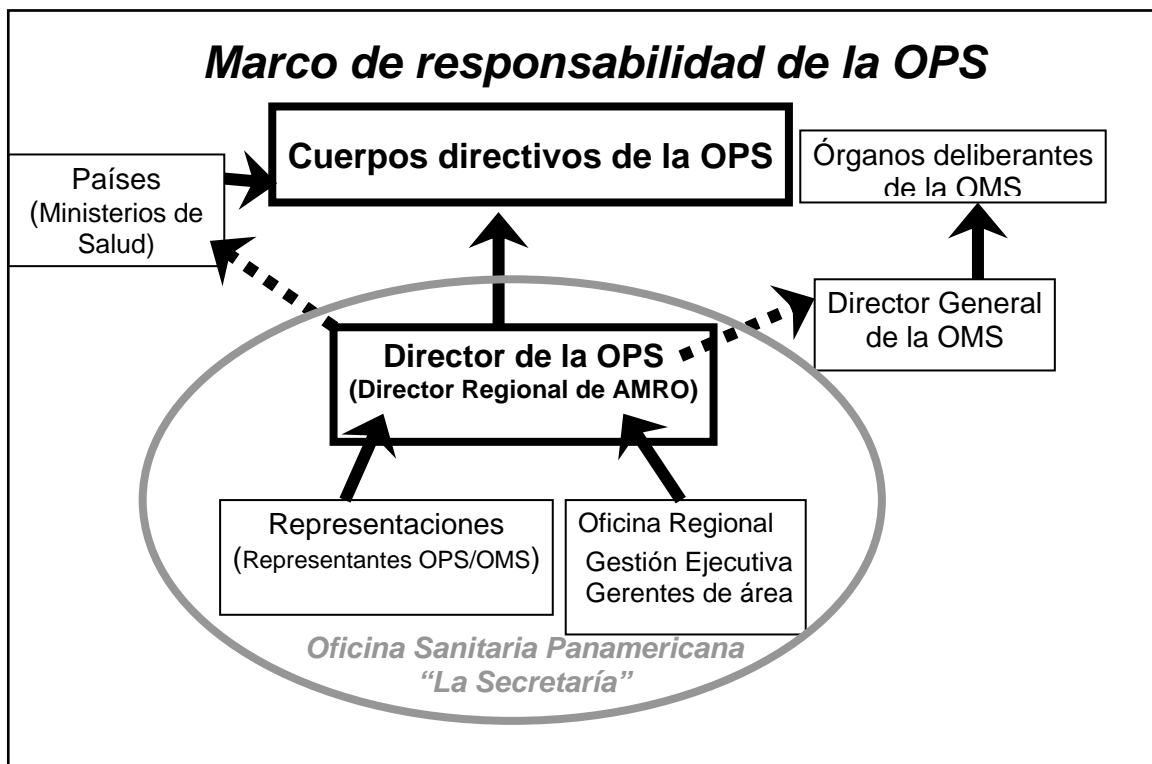 Marco de responsabilidad de la OPS
Cuerpos directivos de la OPS
Órganos deliberantes
de la OMS
Países
(Ministerios de
Salud)
Director General
de la OMS
Director de la OPS
(Director Regional de AMRO)
Representaciones
(Representantes OPS/OMS)
Oficina Regional
Gestión Ejecutiva
Gerentes de área
Oficina Sanitaria Panamericana
“La Secretaría”